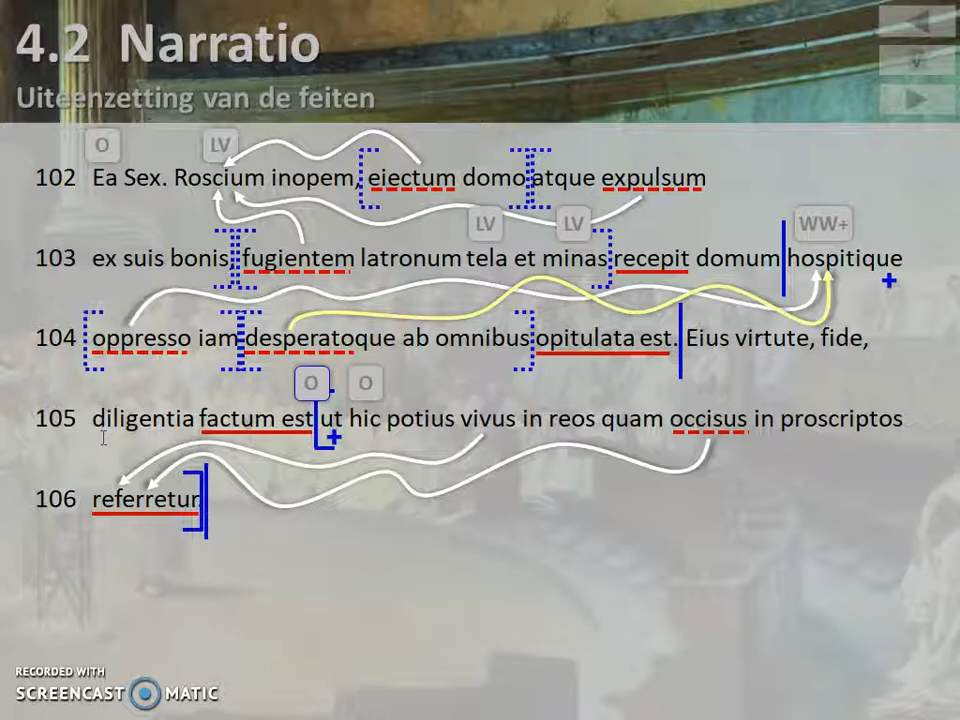 4.2 Narratio
Uiteenzetting van de feiten
v
O LV
102 Ea Sex. Roscium inopem, eiectum domo atque expulsum
LV LV WW+
103 ex suis bonis, fugientem latronum tela et minas recepit domum hospitique
+
104 oppresso iam desperatoque ab omnibus opitulata est. Eius virtute, fide,
O O
105 diligentia factum est ut hic potius vivus in reos quam occisus in proscriptos
+
106 referretur.
RECORDED WITH
SCREENCAST MATIC